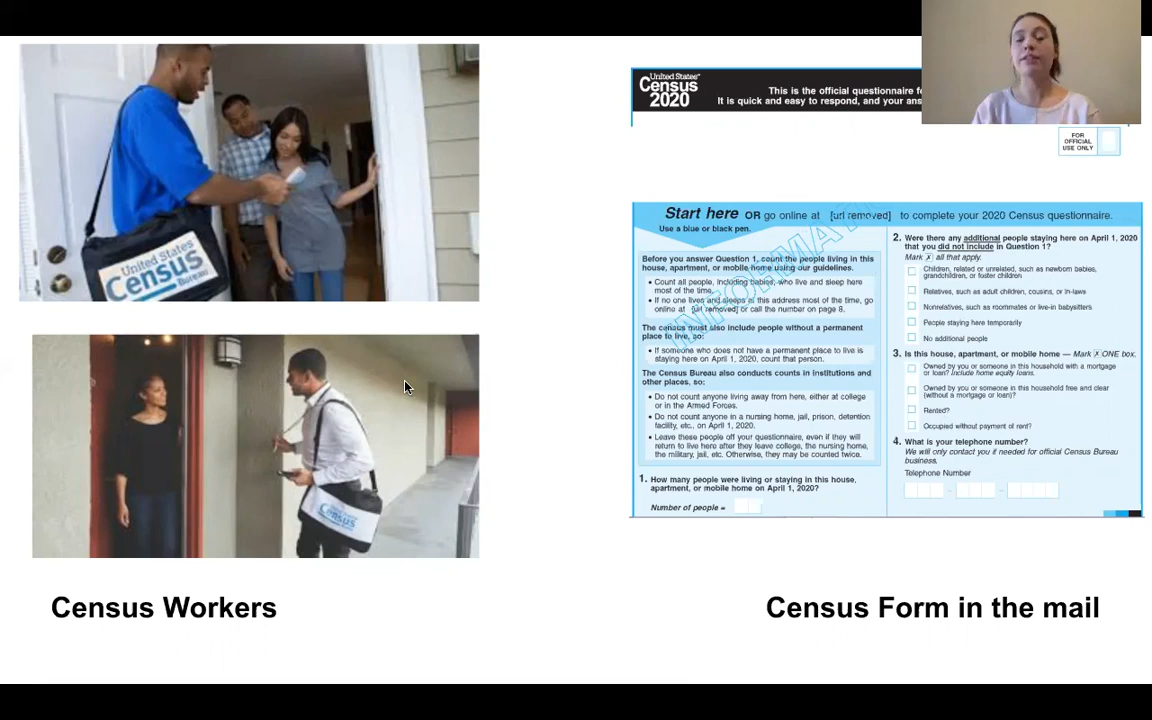 United States
Census
Bureau
Census
Census Workers
United States™
Census
2020
This is the official questionnaire
It is quick and easy to respond, and your
FOR
OFFICIAL
USE ONLY
Start here OR go online at [url removed] to complete your 2020 Census questionnaire.
Use a blue or black pen.
Before you answer Question 1, count the people living in this
house, apartment, or mobile home using our guidelines.
• Count all people, including babies, who live and sleep here
most of the time.
• If no one lives and sleeps at this address most of the time, go
online at [url removed] or call the number on page 8.
The census must also include people without a permanent
place to live, so:
• If someone who does not have a permanent place to live is
staying here on April 1, 2020, count that person.
The Census Bureau also conducts counts in institutions and
other places, so:
• Do not count anyone living away from here, either at college
or in the Armed Forces.
• Do not count anyone in a nursing home, jail, prison, detention
facility, etc., on April 1, 2020.
• Leave these people off your questionnaire, even if they will
return to live here after they leave college, the nursing home,
the military, jail, etc. Otherwise, they may be counted twice.
1. How many people were living or staying in this house,
apartment, or mobile home on April 1, 2020?
Number of people =
INFORMAT
2. Were there any additional people staying here on April 1, 2020
that you did not include in Question 1?
Mark X all that apply.
Children, related or unrelated, such as newborn babies,
grandchildren, or foster children
Relatives, such as adult children, cousins, or in-laws
Nonrelatives, such as roommates or live-in babysitters
People staying here temporarily
No additional people
3. Is this house, apartment, or mobile home — Mark X ONE box.
Owned by you or someone in this household with a mortgage
or loan? Include home equity loans.
Owned by you or someone in this household free and clear
(without a mortgage or loan)?
Rented?
Occupied without payment of rent?
4. What is your telephone number?
We will only contact you if needed for official Census Bureau
business.
Telephone Number
Census Form in the mail